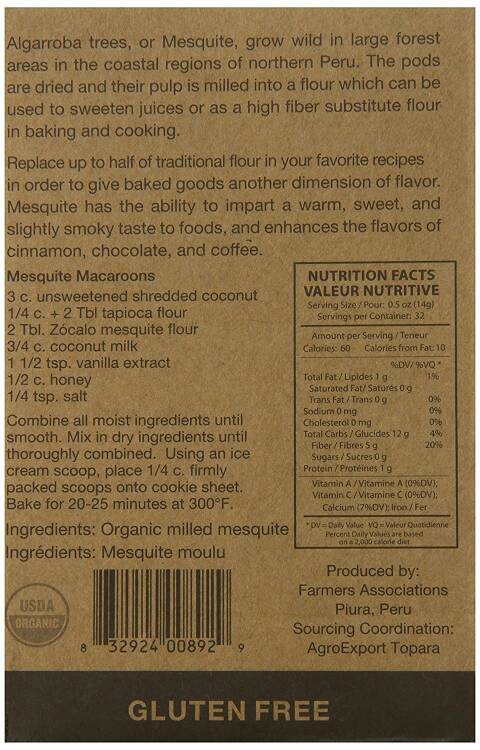 Algarroba trees, or Mesquite, grow wild in large forest
areas in the coastal regions of northern Peru. The pods
are dried and their pulp is milled into a flour which can be
used to sweeten juices or as a high fiber substitute flour
in baking and cooking.
Replace up to half of traditional flour in your favorite recipes
in order to give baked goods another dimension of flavor.
Mesquite has the ability to impart a warm, sweet, and
slightly smoky taste to foods, and enhances the flavors of
cinnamon, chocolate, and coffee.
Mesquite Macaroons
3 c. unsweetened shredded coconut
1/4 c. + 2 Tbl tapioca flour
2 Tbl. Zócalo mesquite flour
3/4 c. coconut milk
1 1/2 tsp. vanilla extract
1/2 c. honey
1/4 tsp. salt
Combine all moist ingredients until
smooth. Mix in dry ingredients until
thoroughly combined. Using an ice
cream scoop, place 1/4 c. firmly
packed scoops onto cookie sheet.
Bake for 20-25 minutes at 300°F.
Ingredients: Organic milled mesquite
Ingrédients: Mesquite moulu
NUTRITION FACTS
VALEUR NUTRITIVE
Serving Size / Pour: 0.5 oz (14g)
Servings per Container: 32
Amount per Serving / Teneur
Calories: 60 Calories from Fat: 10
%DV/ %VQ *
Total Fat / Lipides 1 g 1%
Saturated Fat/ Saturés 0 g
Trans Fat / Trans 0 g 0%
Sodium 0 mg 0%
Cholesterol 0 mg 0%
Total Carbs / Glucides 12 g 4%
Fiber / Fibres 5 g 20%
Sugars / Sucres 0 g
Protein / Protéines 1 g
Vitamin A / Vitamine A (0%DV);
Vitamin C / Vitamine C (0%DV);
Calcium (7%DV); Iron / Fer
* DV = Daily Value VQ = Valeur Quotidienne
Percent Daily Values are based
on a 2,000 calorie diet
USDA
ORGANIC
8 32924 00892 9
Produced by:
Farmers Associations
Piura, Peru
Sourcing Coordination:
AgroExport Topara
GLUTEN FREE